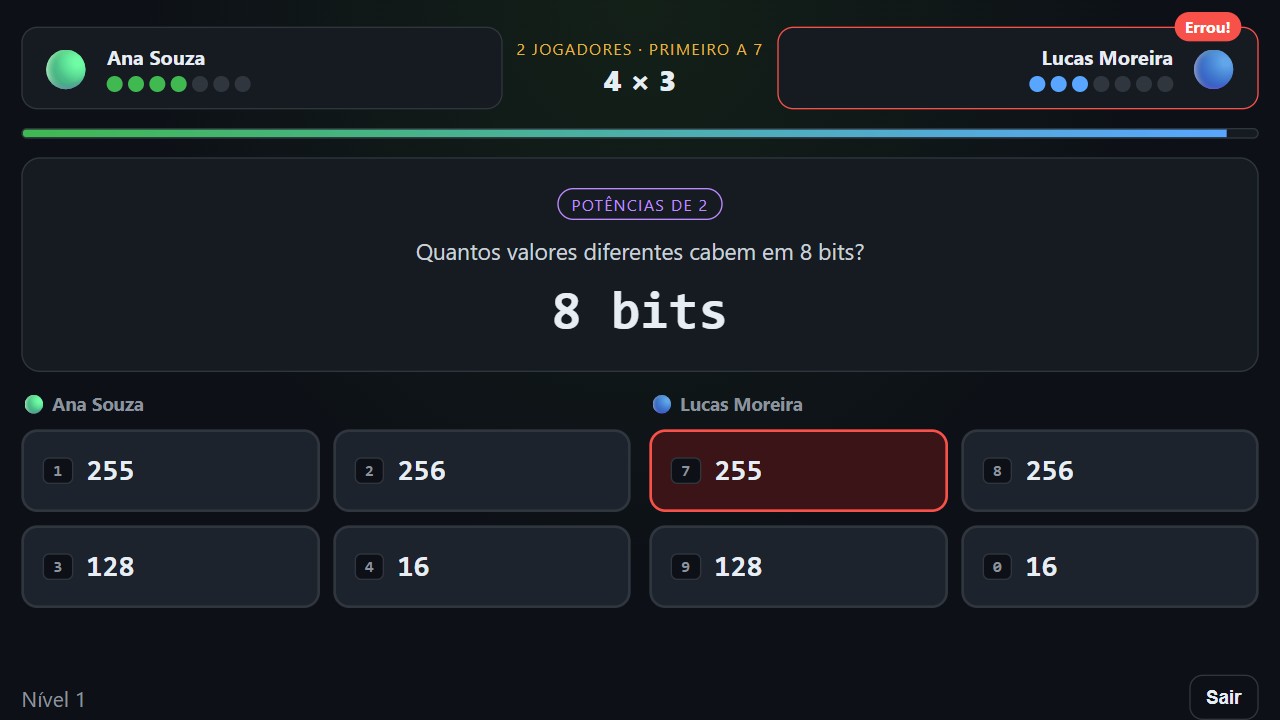 Ana Souza
2 JOGADORES · PRIMEIRO A 7
4 × 3
Errou!
Lucas Moreira
POTÊNCIAS DE 2
Quantos valores diferentes cabem em 8 bits?
8 bits
Ana Souza
1 255
2 256
3 128
4 16
Lucas Moreira
7 255
8 256
9 128
0 16
Nível 1
Sair